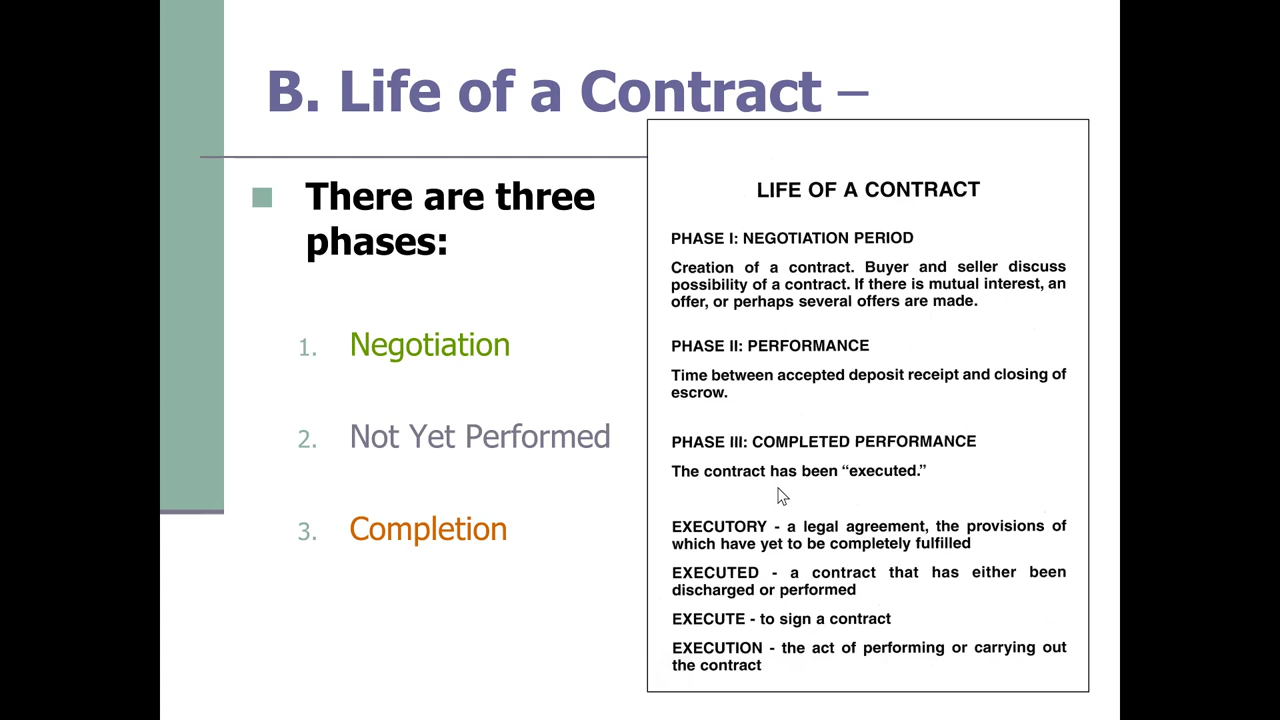 B. Life of a Contract –
There are three
phases:
1. Negotiation
2. Not Yet Performed
3. Completion
LIFE OF A CONTRACT
PHASE I: NEGOTIATION PERIOD
Creation of a contract. Buyer and seller discuss
possibility of a contract. If there is mutual interest, an
offer, or perhaps several offers are made.
PHASE II: PERFORMANCE
Time between accepted deposit receipt and closing of
escrow.
PHASE III: COMPLETED PERFORMANCE
The contract has been “executed.”
EXECUTORY - a legal agreement, the provisions of
which have yet to be completely fulfilled
EXECUTED - a contract that has either been
discharged or performed
EXECUTE - to sign a contract
EXECUTION - the act of performing or carrying out
the contract